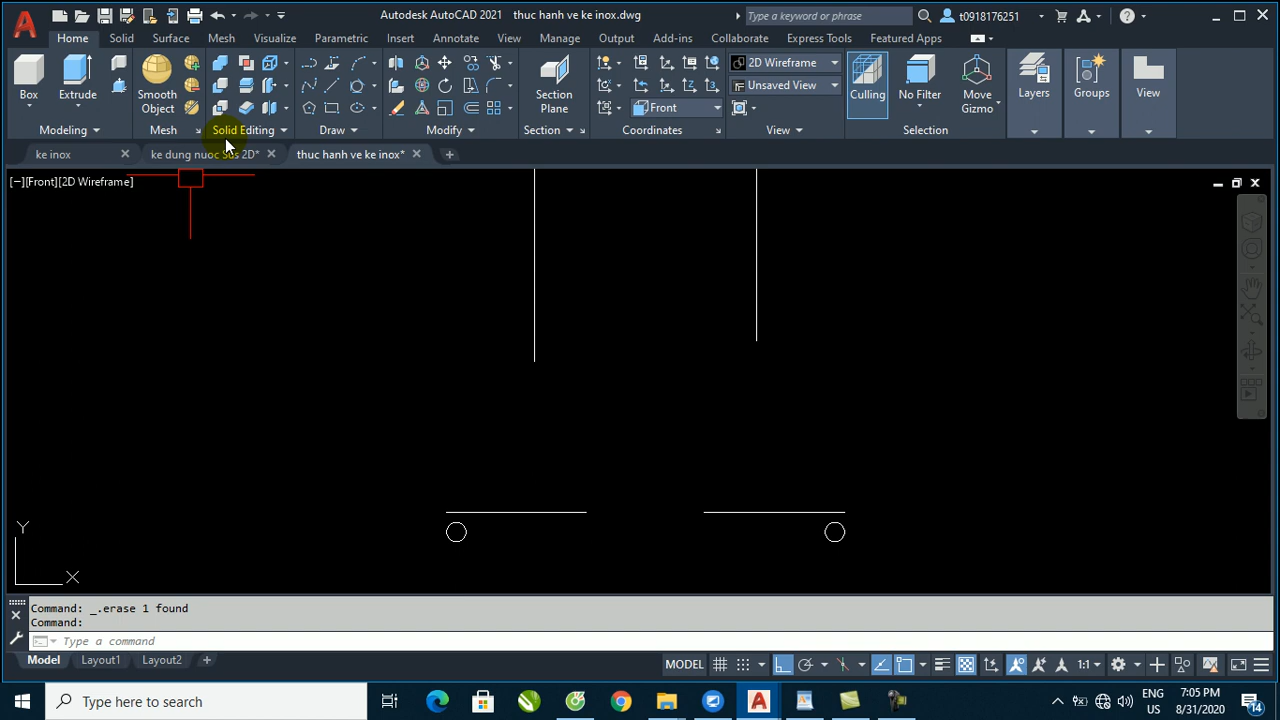 Autodesk AutoCAD 2021 thuc hanh ve ke inox.dwg
Type a keyword or phrase
t0918176251
Home Solid Surface Mesh Visualize Parametric Insert Annotate View Manage Output Add-ins Collaborate Express Tools Featured Apps
Box
Extrude
Smooth
Object
Section
Plane
2D Wireframe
Unsaved View
Front
Culling
No Filter
Move
Gizmo
Layers
Groups
View
Modeling
Mesh
Solid Editing
Draw
Modify
Section
Coordinates
View
Selection
ke inox
ke dung nuoc Sus 2D*
thuc hanh ve ke inox*
[−][Front][2D Wireframe]
Y
X
Command: _.erase 1 found
Command:
Type a command
Model Layout1 Layout2
MODEL
1:1
Type here to search
ENG
US
7:05 PM
8/31/2020
14